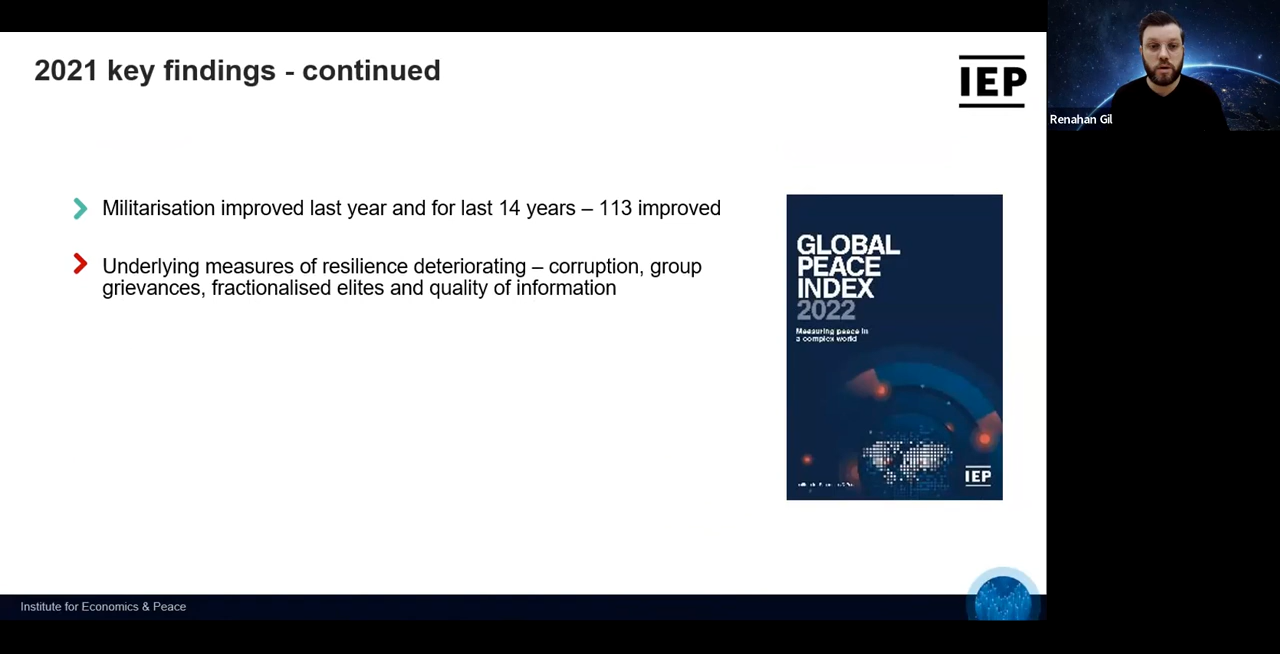 2021 key findings - continued
IEP
Renahan Gil
Militarisation improved last year and for last 14 years – 113 improved
Underlying measures of resilience deteriorating – corruption, group
grievances, fractionalised elites and quality of information
GLOBAL
PEACE
INDEX
2022
Measuring peace in
a complex world
IEP
Institute for Economics & Peace